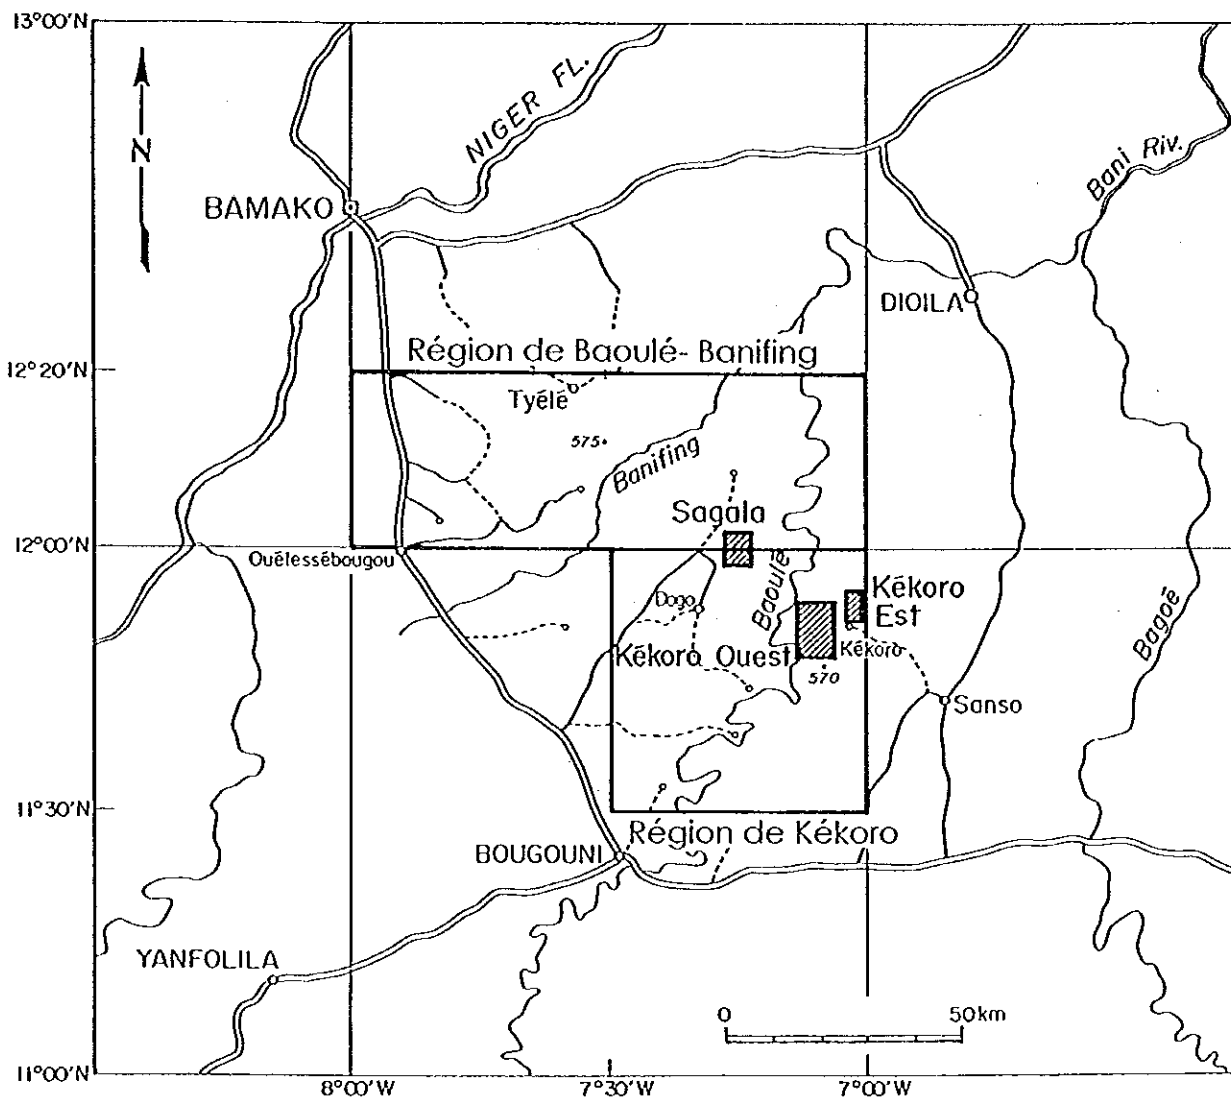 13°00'N
NIGER FL.
N
Bani Riv.
BAMAKO
DIOILA
Région de Baoulé-Banifing
12°20'N
Tyélé
575
Banifing
Sagala
12°00'N
Ouélessébougou
Baoulé
Kékoro
Est
Dogo
Kékoro Ouest
Kékoro
Bagoé
570
Sanso
11°30'N
Région de Kékoro
BOUGOUNI
YANFOLILA
0
50km
11°00'N
8°00'W
7°30'W
7°00'W